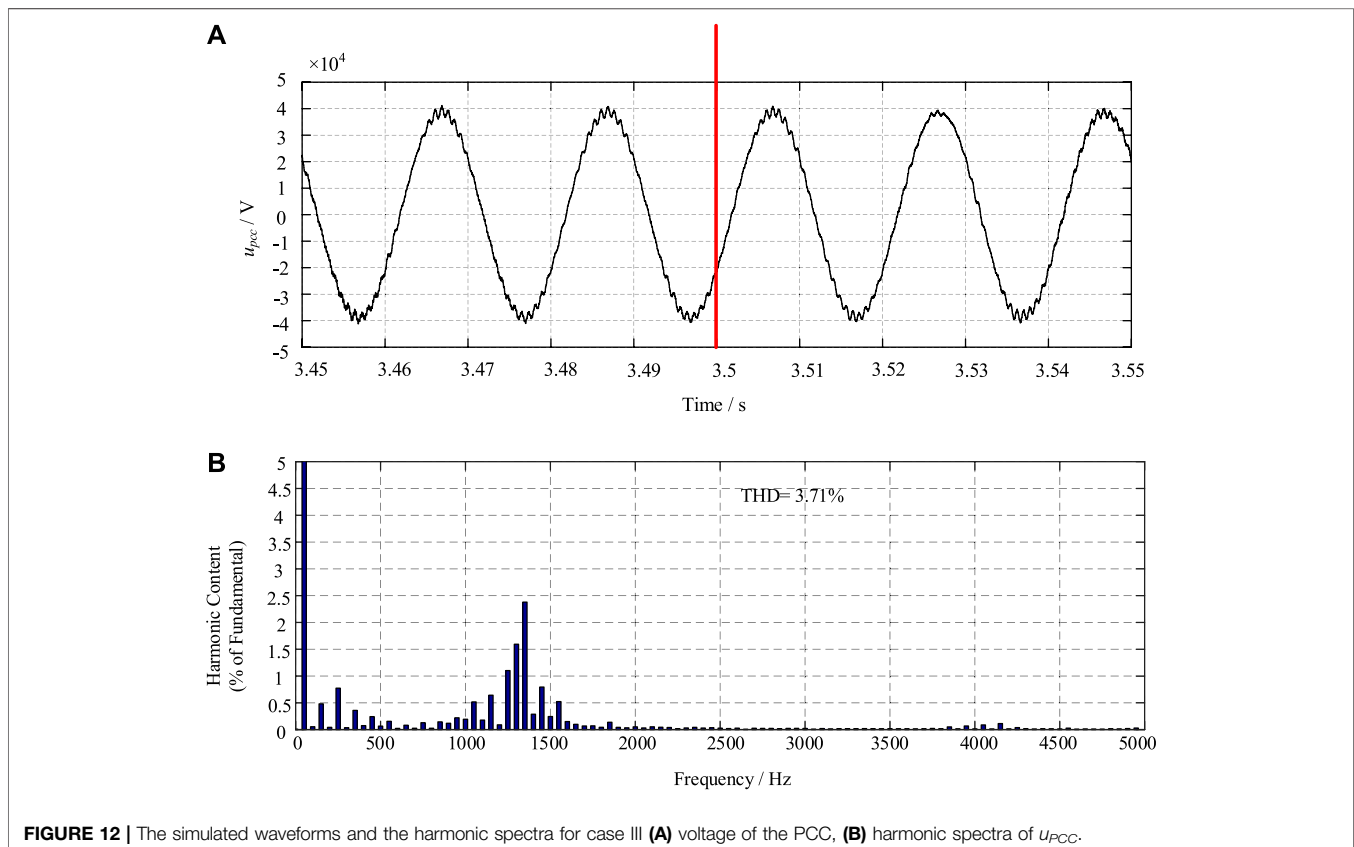 A
×10⁴
5
4
3
2
1
0
-1
-2
-3
-4
-5
u_pcc / V
3.45 3.46 3.47 3.48 3.49 3.5 3.51 3.52 3.53 3.54 3.55
Time / s
B
THD= 3.71%
5
4.5
4
3.5
3
2.5
2
1.5
1
0.5
0
Harmonic Content
(% of Fundamental)
0 500 1000 1500 2000 2500 3000 3500 4000 4500 5000
Frequency / Hz
FIGURE 12 | The simulated waveforms and the harmonic spectra for case III (A) voltage of the PCC, (B) harmonic spectra of u_PCC.